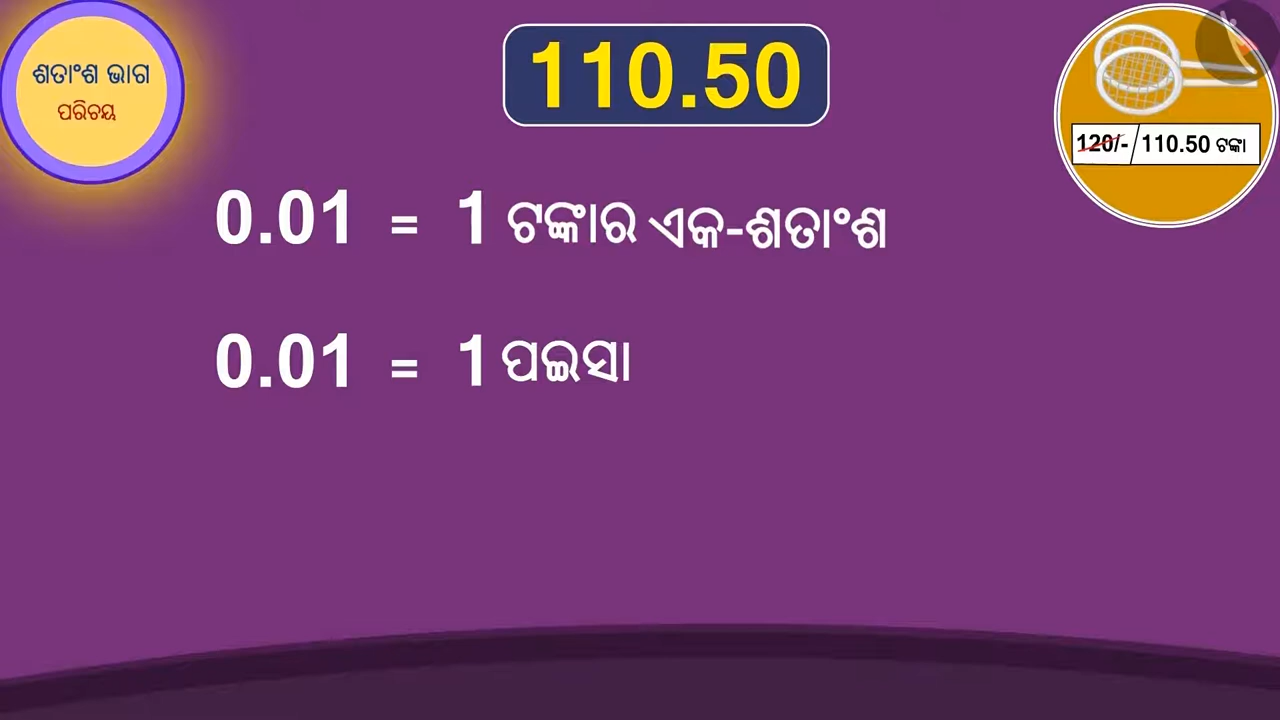 ଶତାଂଶ ଭାଗ
ପରିଚୟ
110.50
120/- / 110.50 ଟଙ୍କା
0.01 = 1 ଟଙ୍କାର ଏକ-ଶତାଂଶ
0.01 = 1 ପଇସା